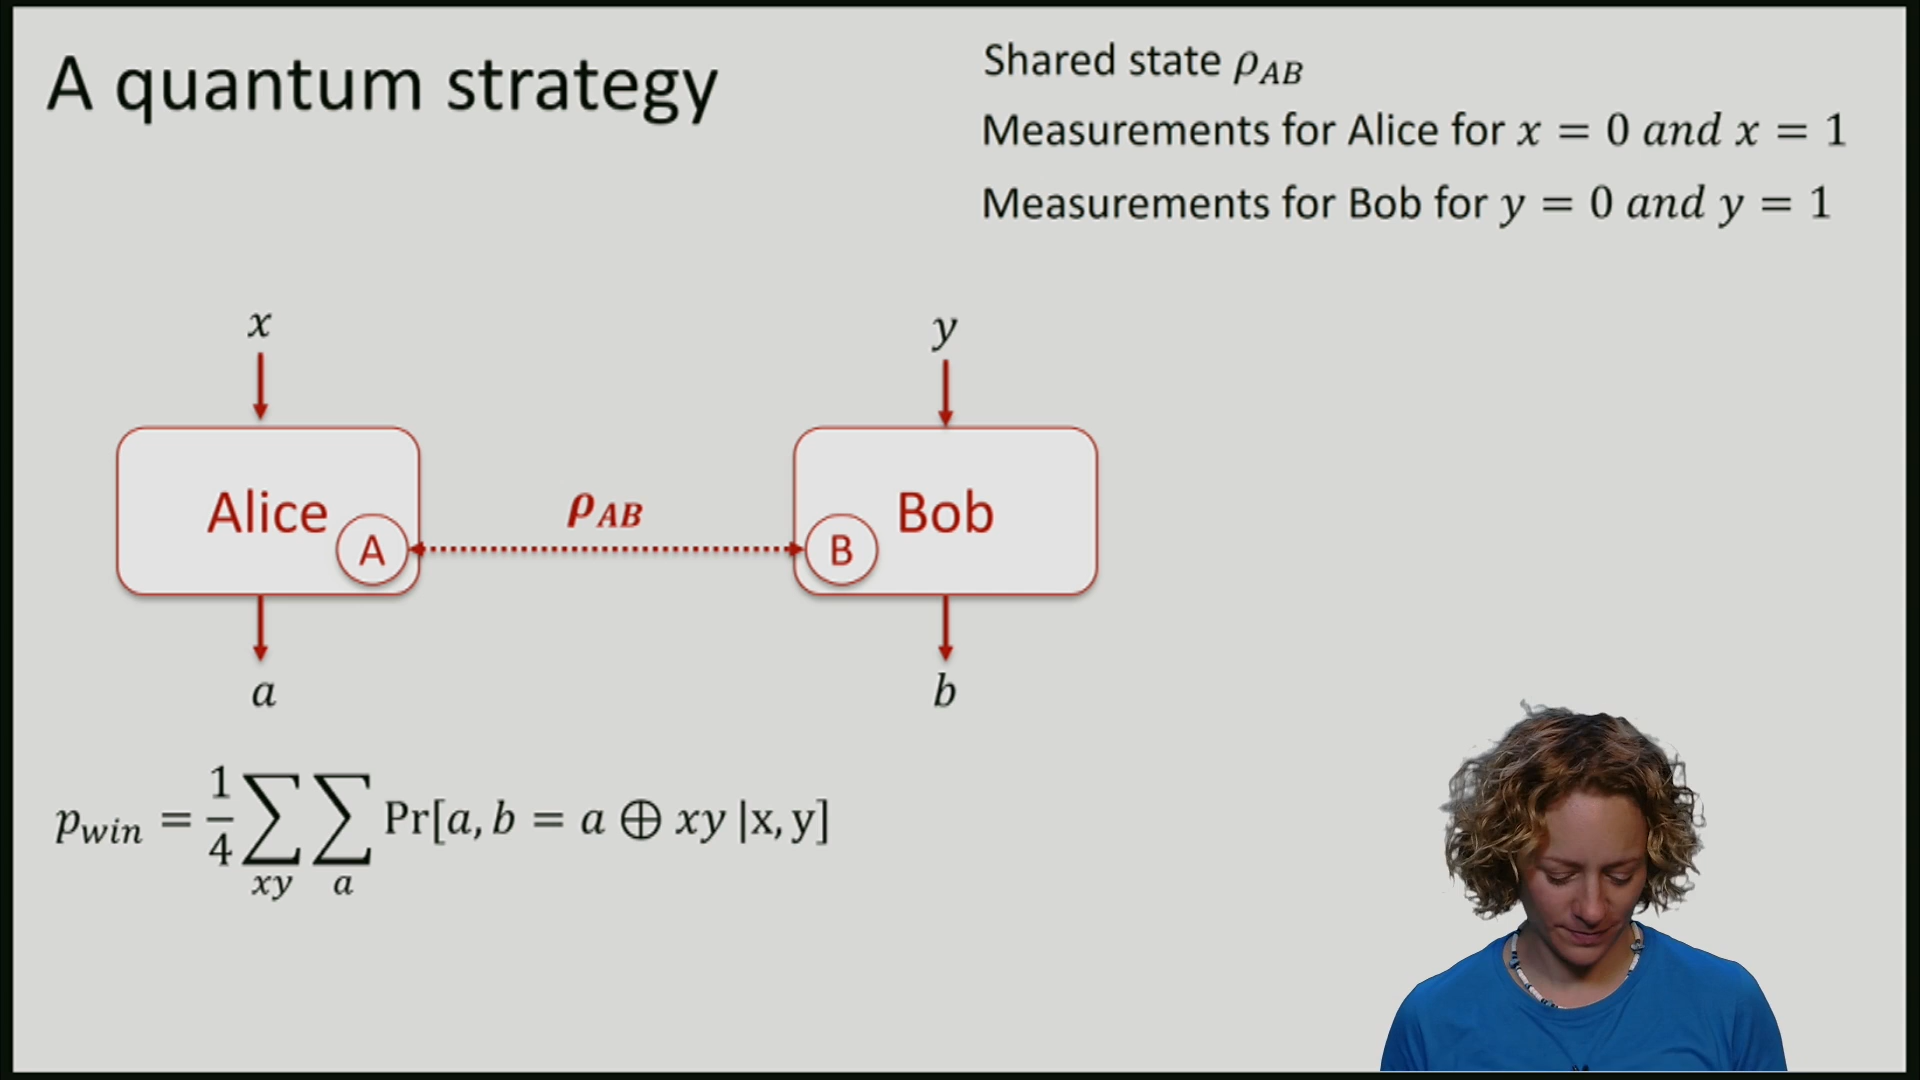 A quantum strategy
Shared state ρ_AB
Measurements for Alice for x = 0 and x = 1
Measurements for Bob for y = 0 and y = 1
x
y
Alice
A
ρ_AB
B
Bob
a
b
p_win = 1/4 ∑_xy ∑_a Pr[a, b = a ⊕ xy |x, y]